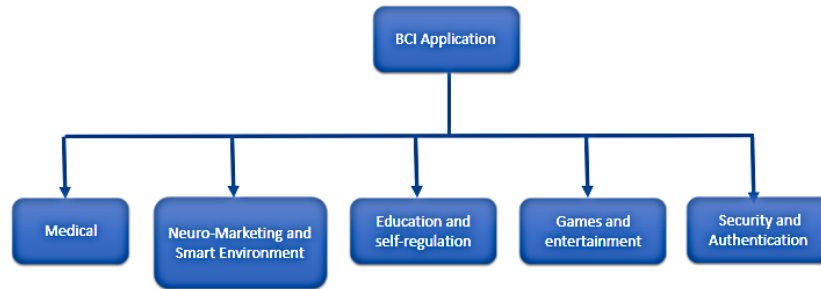 BCI Application
Medical
Neuro-Marketing and
Smart Environment
Education and
self-regulation
Games and
entertainment
Security and
Authentication